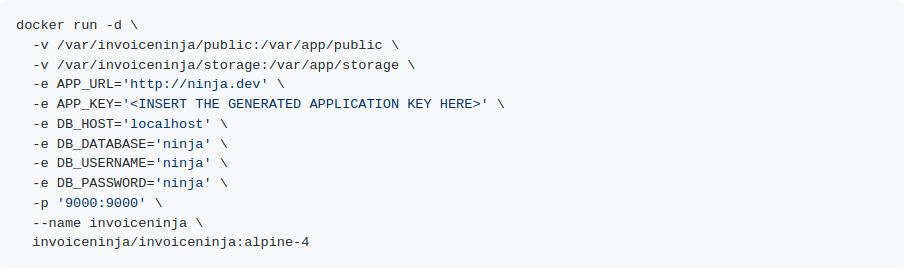 docker run -d \
-v /var/invoiceninja/public:/var/app/public \
-v /var/invoiceninja/storage:/var/app/storage \
-e APP_URL='http://ninja.dev' \
-e APP_KEY='<INSERT THE GENERATED APPLICATION KEY HERE>' \
-e DB_HOST='localhost' \
-e DB_DATABASE='ninja' \
-e DB_USERNAME='ninja' \
-e DB_PASSWORD='ninja' \
-p '9000:9000' \
--name invoiceninja \
invoiceninja/invoiceninja:alpine-4